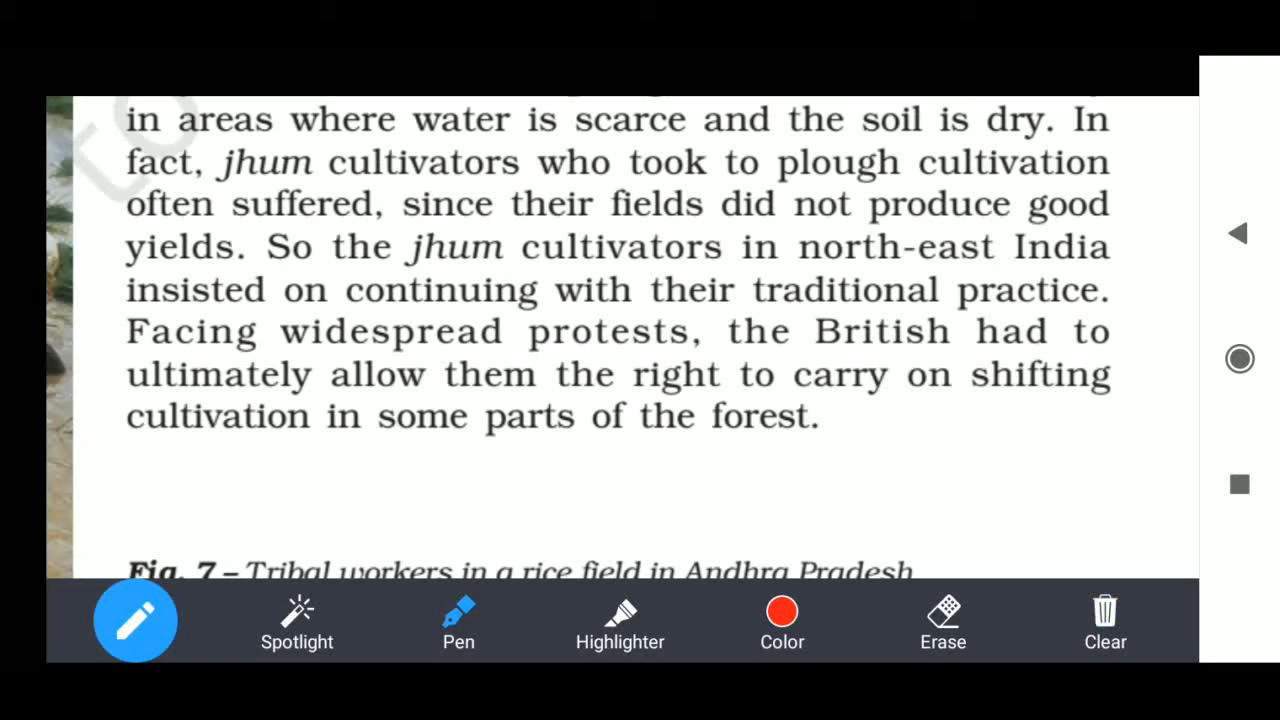 in areas where water is scarce and the soil is dry. In
fact, jhum cultivators who took to plough cultivation
often suffered, since their fields did not produce good
yields. So the jhum cultivators in north-east India
insisted on continuing with their traditional practice.
Facing widespread protests, the British had to
ultimately allow them the right to carry on shifting
cultivation in some parts of the forest.
Fig. 7 – Tribal workers in a rice field in Andhra Pradesh
Spotlight Pen Highlighter Color Erase Clear